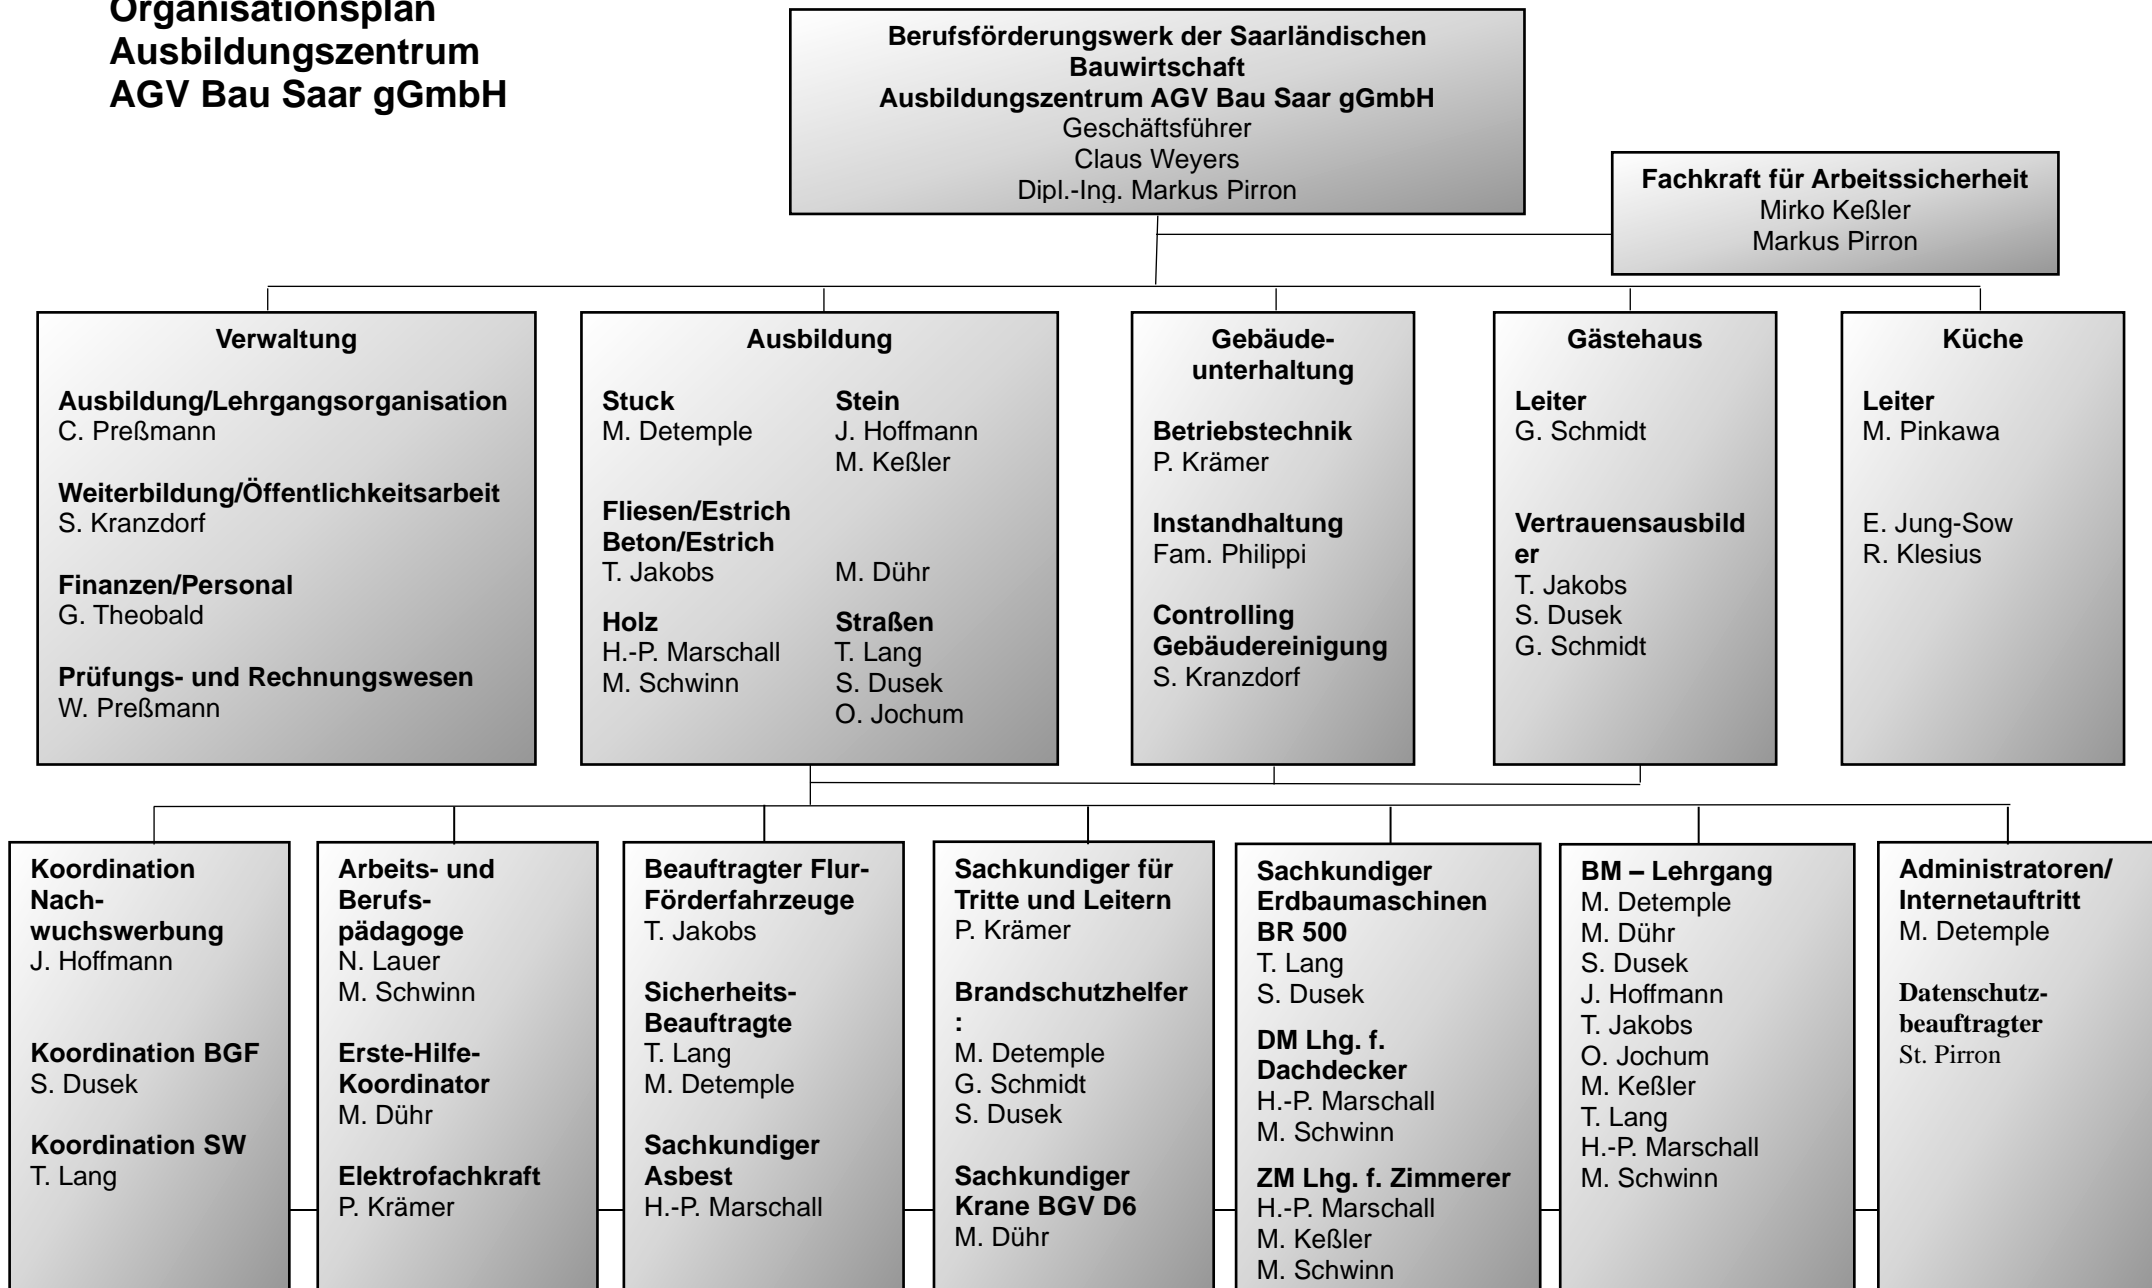 Organisationsplan
Ausbildungszentrum
AGV Bau Saar gGmbH
Berufsförderungswerk der Saarländischen
Bauwirtschaft
Ausbildungszentrum AGV Bau Saar gGmbH
Geschäftsführer
Claus Weyers
Dipl.-Ing. Markus Pirron
Fachkraft für Arbeitssicherheit
Mirko Keßler
Markus Pirron
Verwaltung
Ausbildung/Lehrgangsorganisation
C. Preßmann
Weiterbildung/Öffentlichkeitsarbeit
S. Kranzdorf
Finanzen/Personal
G. Theobald
Prüfungs- und Rechnungswesen
W. Preßmann
Ausbildung
Stuck Stein
M. Detemple J. Hoffmann
M. Keßler
Fliesen/Estrich
Beton/Estrich
T. Jakobs M. Dühr
Holz Straßen
H.-P. Marschall T. Lang
M. Schwinn S. Dusek
O. Jochum
Gebäude-
unterhaltung
Betriebstechnik
P. Krämer
Instandhaltung
Fam. Philippi
Controlling
Gebäudereinigung
S. Kranzdorf
Gästehaus
Leiter
G. Schmidt
Vertrauensausbild
er
T. Jakobs
S. Dusek
G. Schmidt
Küche
Leiter
M. Pinkawa
E. Jung-Sow
R. Klesius
Koordination
Nach-
wuchswerbung
J. Hoffmann
Koordination BGF
S. Dusek
Koordination SW
T. Lang
Arbeits- und
Berufs-
pädagoge
N. Lauer
M. Schwinn
Erste-Hilfe-
Koordinator
M. Dühr
Elektrofachkraft
P. Krämer
Beauftragter Flur-
Förderfahrzeuge
T. Jakobs
Sicherheits-
Beauftragte
T. Lang
M. Detemple
Sachkundiger
Asbest
H.-P. Marschall
Sachkundiger für
Tritte und Leitern
P. Krämer
Brandschutzhelfer
:
M. Detemple
G. Schmidt
S. Dusek
Sachkundiger
Krane BGV D6
M. Dühr
Sachkundiger
Erdbaumaschinen
BR 500
T. Lang
S. Dusek
DM Lhg. f.
Dachdecker
H.-P. Marschall
M. Schwinn
ZM Lhg. f. Zimmerer
H.-P. Marschall
M. Keßler
M. Schwinn
BM – Lehrgang
M. Detemple
M. Dühr
S. Dusek
J. Hoffmann
T. Jakobs
O. Jochum
M. Keßler
T. Lang
H.-P. Marschall
M. Schwinn
Administratoren/
Internetauftritt
M. Detemple
Datenschutz-
beauftragter
St. Pirron